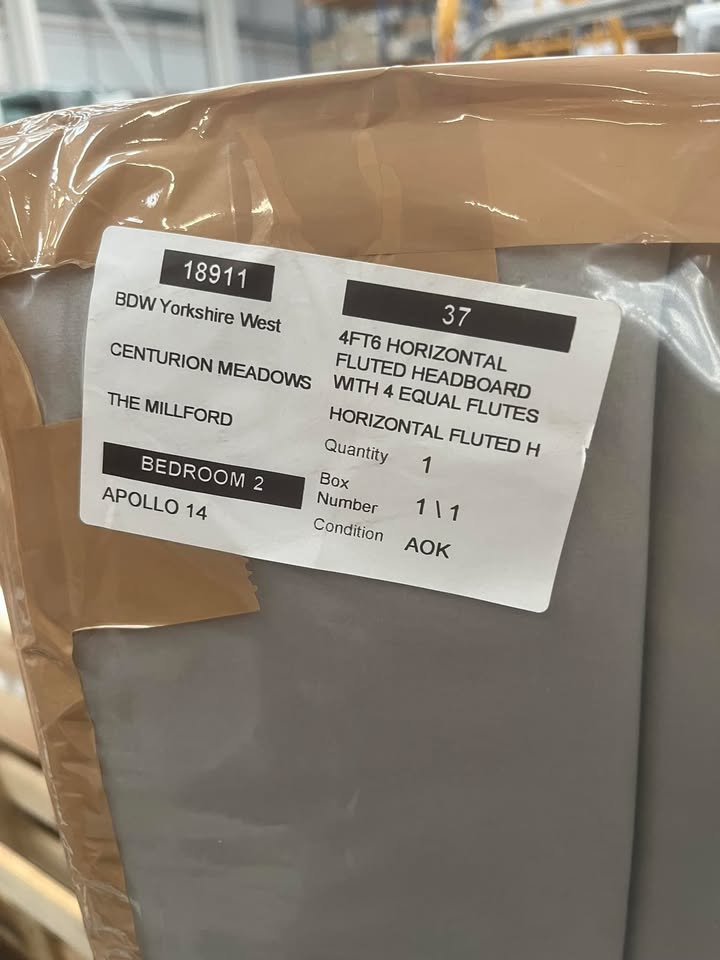 18911
BDW Yorkshire West
CENTURION MEADOWS
THE MILLFORD
BEDROOM 2
APOLLO 14
37
4FT6 HORIZONTAL
FLUTED HEADBOARD
WITH 4 EQUAL FLUTES
HORIZONTAL FLUTED H
Quantity 1
Box
Number 1 \ 1
Condition AOK